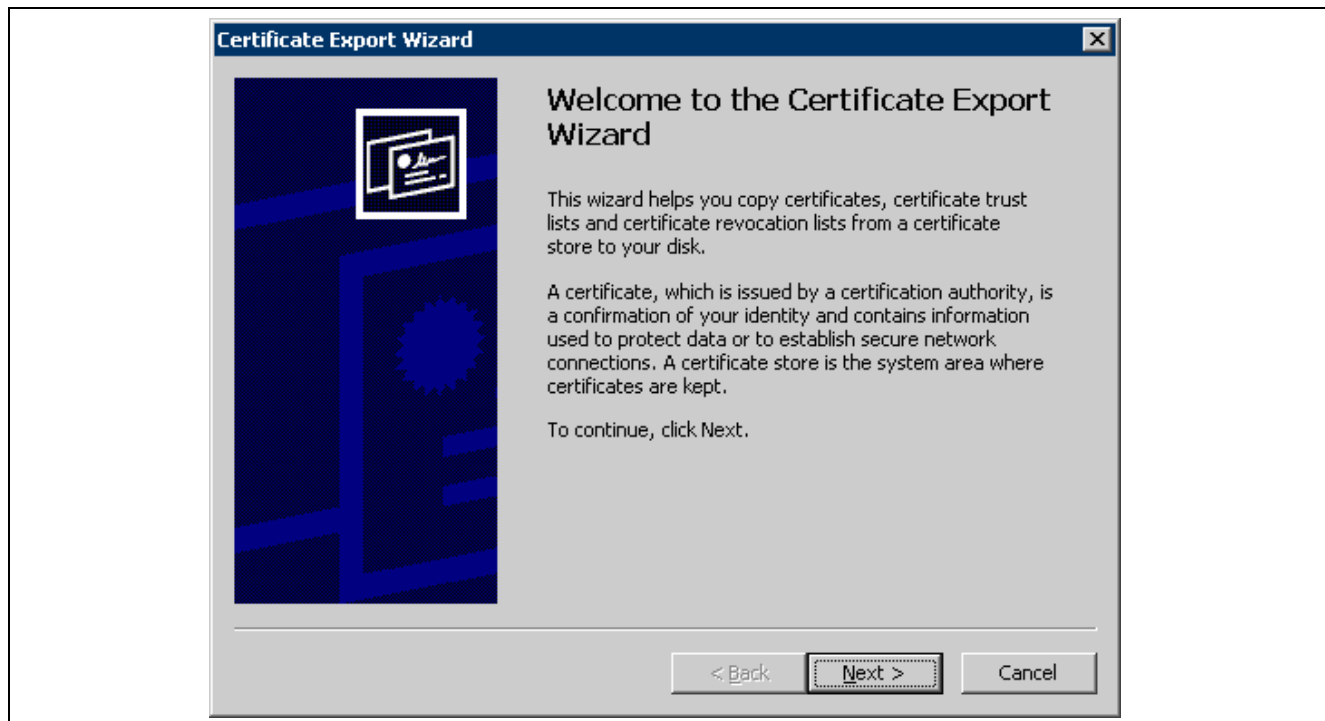 Certificate Export Wizard
Welcome to the Certificate Export
Wizard
This wizard helps you copy certificates, certificate trust
lists and certificate revocation lists from a certificate
store to your disk.
A certificate, which is issued by a certification authority, is
a confirmation of your identity and contains information
used to protect data or to establish secure network
connections. A certificate store is the system area where
certificates are kept.
To continue, click Next.
< Back
Next >
Cancel